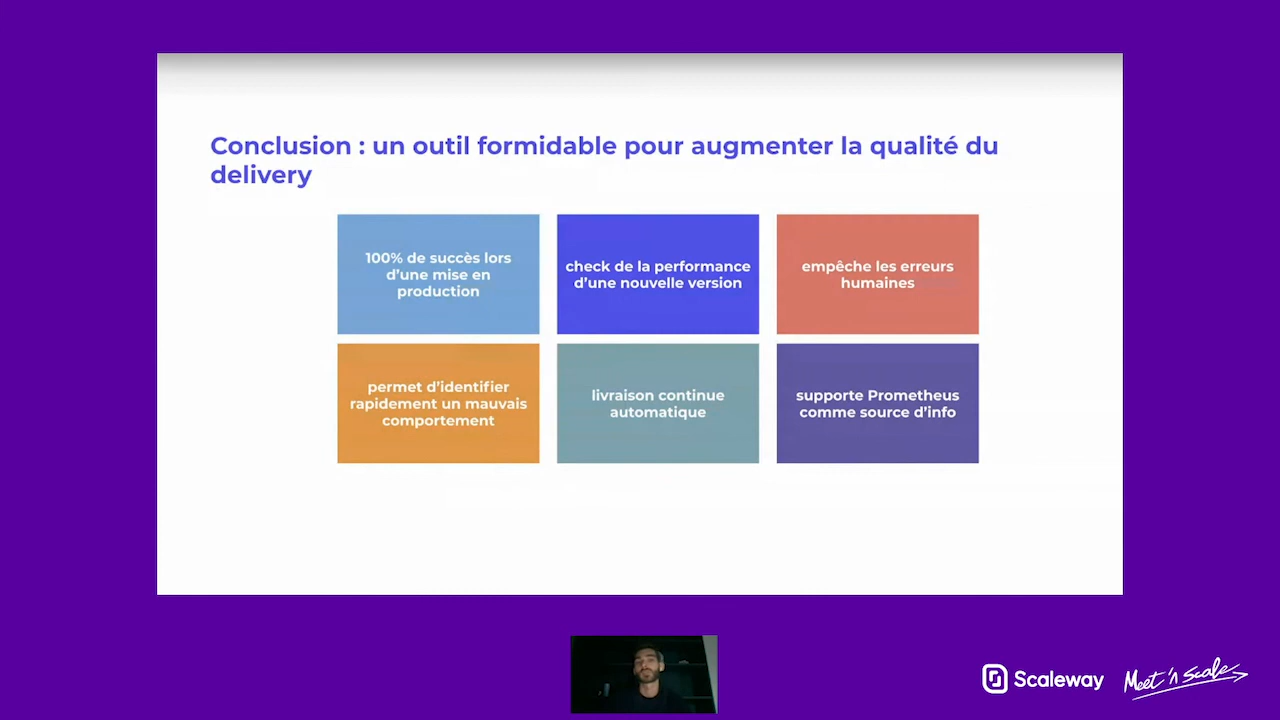 Conclusion : un outil formidable pour augmenter la qualité du
delivery
100% de succès lors
d'une mise en
production
check de la performance
d'une nouvelle version
empêche les erreurs
humaines
permet d'identifier
rapidement un mauvais
comportement
livraison continue
automatique
supporte Prometheus
comme source d'info
Scaleway
Meet 'n Scale